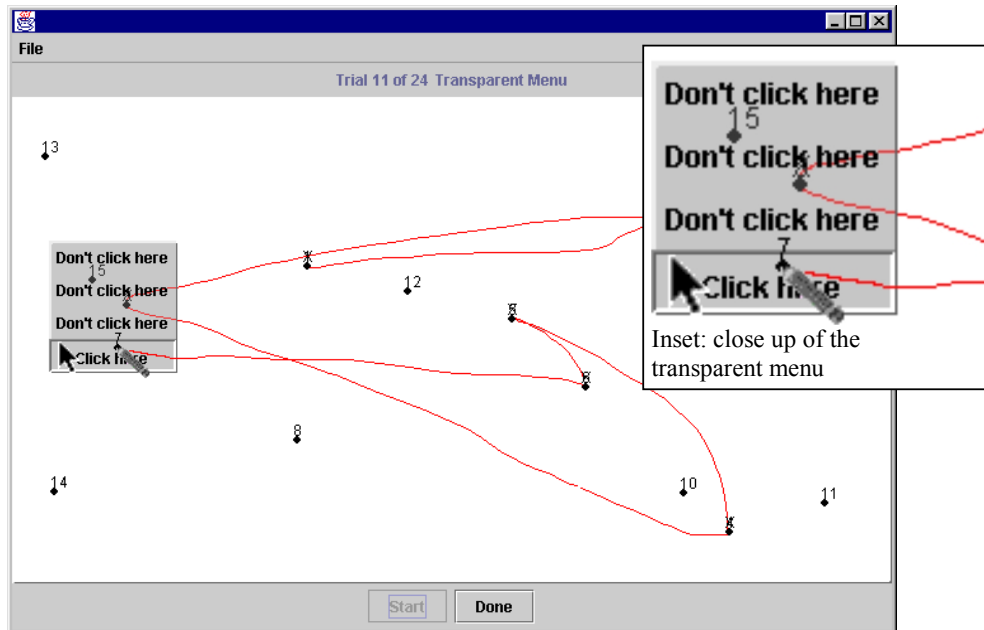 File
Trial 11 of 24 Transparent Menu
13
Don't click here
15
Don't click here
Don't click here
7
Click here
12
8
14
10
11
Start
Done
Don't click here
15
Don't click here
Don't click here
7
Click here
Inset: close up of the
transparent menu